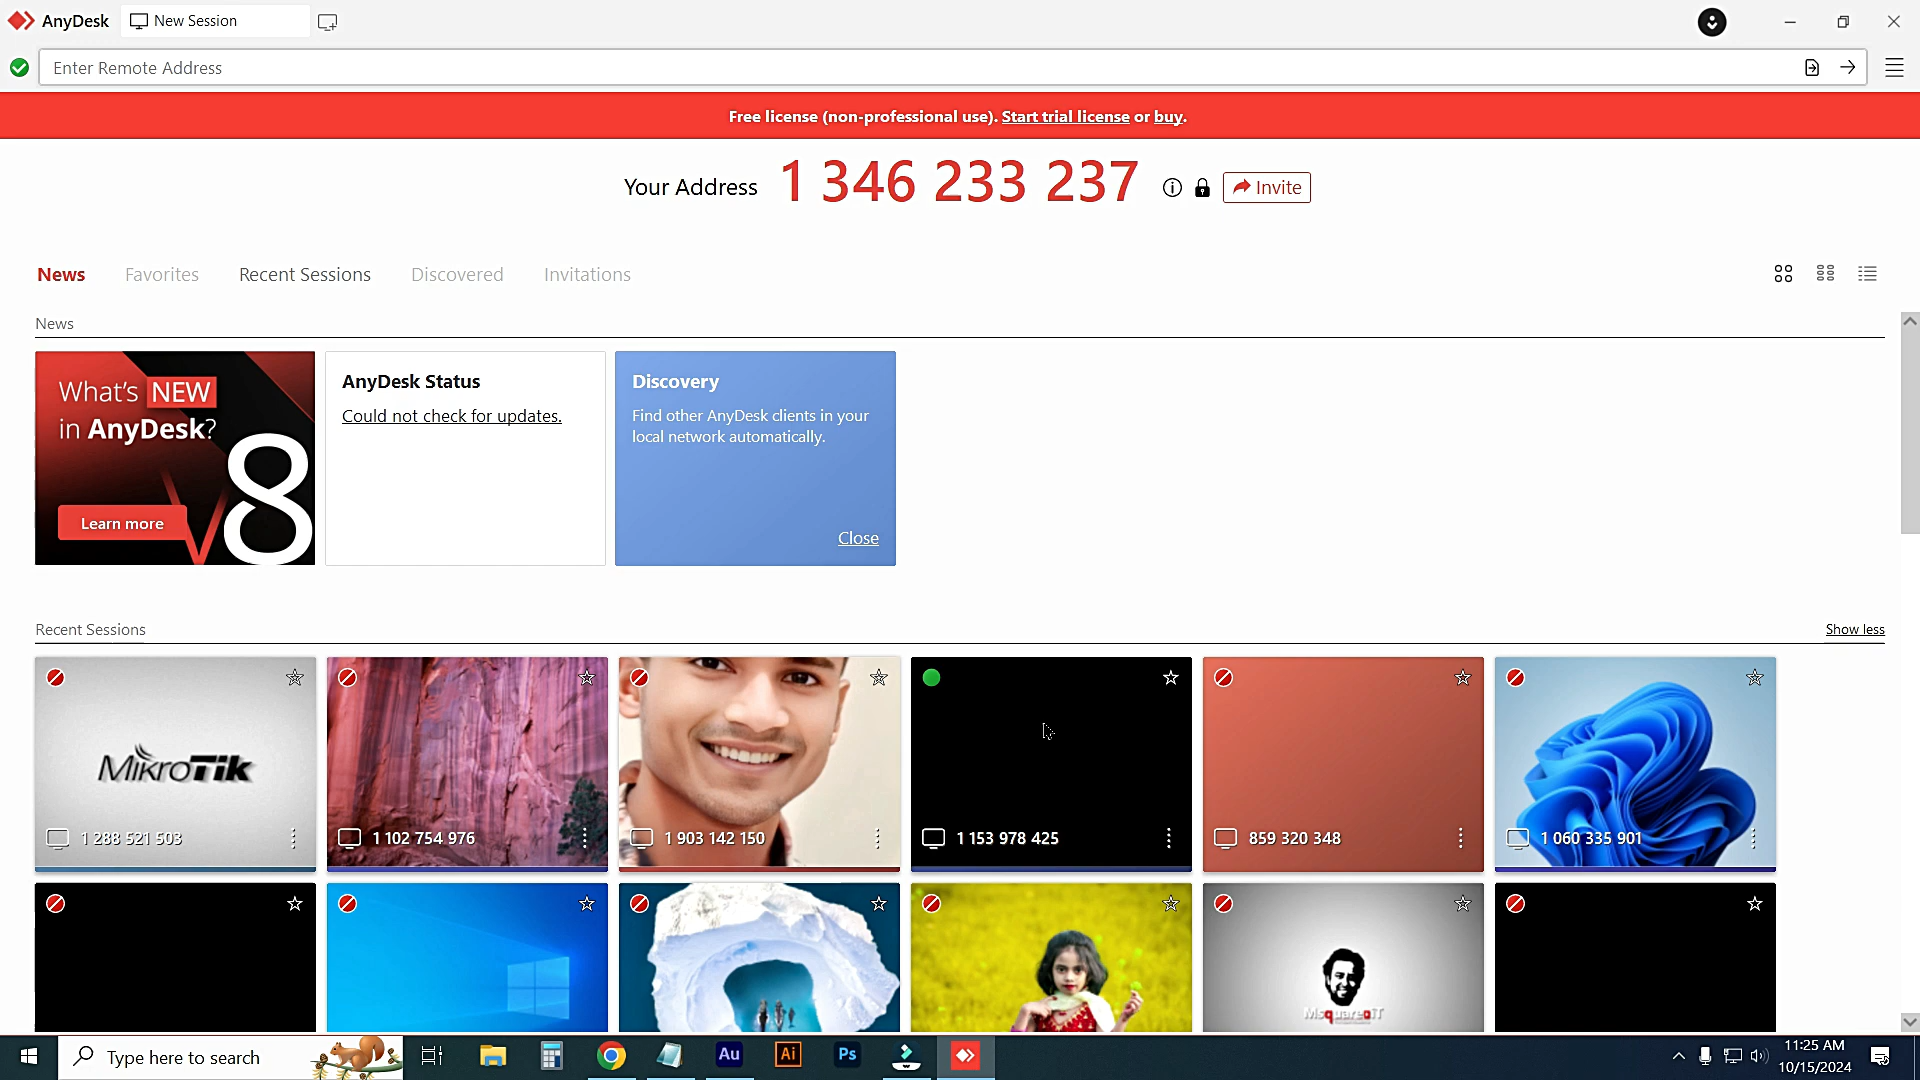 AnyDesk
New Session
Enter Remote Address
Free license (non-professional use). Start trial license or buy.
Your Address 1 346 233 237 Invite
News Favorites Recent Sessions Discovered Invitations
News
What's NEW
in AnyDesk?
V8
Learn more
AnyDesk Status
Could not check for updates.
Discovery
Find other AnyDesk clients in your
local network automatically.
Close
Recent Sessions
Show less
MikroTik
1 288 521 503
1 102 754 976
1 903 142 150
1 153 978 425
859 320 348
1 060 335 901
MsquareaiT
Type here to search
Au
Ai
Ps
11:25 AM
10/15/2024